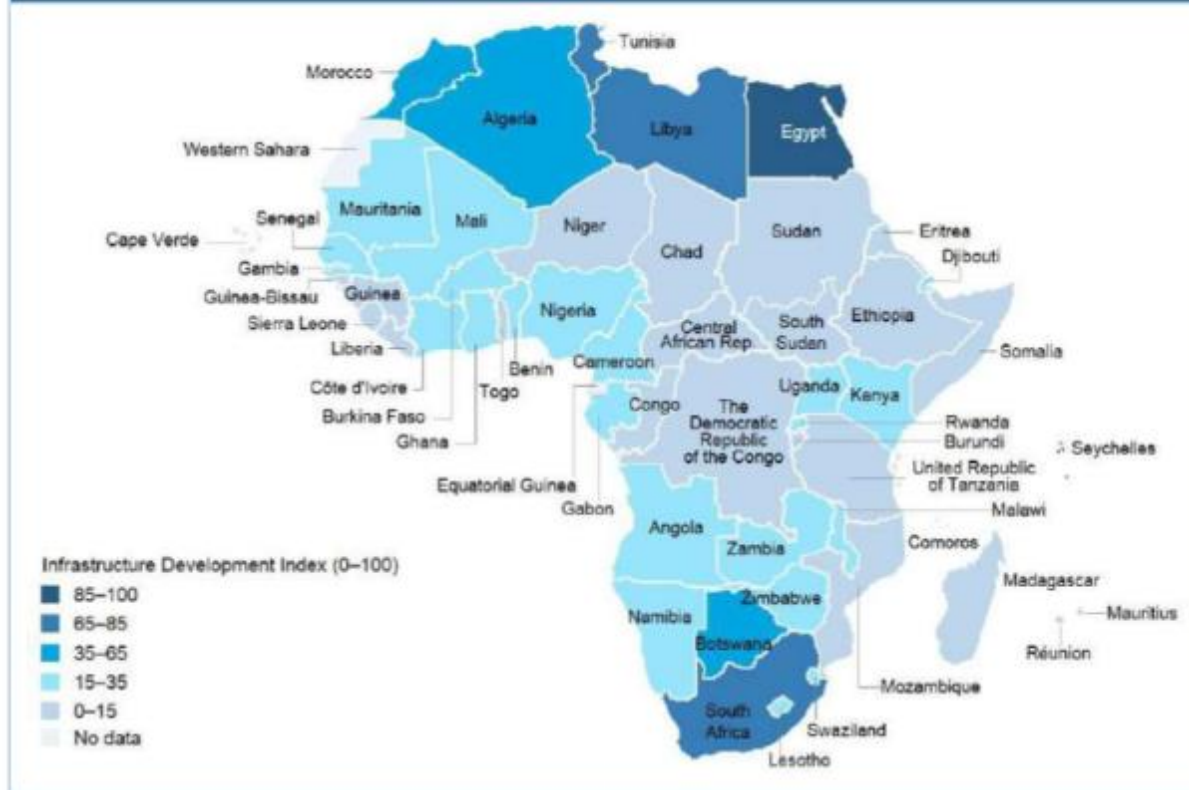 Tunisia
Morocco
Algeria
Libya
Egypt
Western Sahara
Mauritania
Mali
Niger
Chad
Sudan
Eritrea
Djibouti
Senegal
Cape Verde
Gambia
Guinea-Bissau
Guinea
Sierra Leone
Liberia
Côte d'Ivoire
Burkina Faso
Ghana
Togo
Benin
Nigeria
Cameroon
Central
African Rep.
South
Sudan
Ethiopia
Somalia
Uganda
Kenya
Congo
The
Democratic
Republic
of the Congo
Rwanda
Burundi
Seychelles
United Republic
of Tanzania
Equatorial Guinea
Gabon
Malawi
Angola
Zambia
Comoros
Madagascar
Mauritius
Réunion
Zimbabwe
Namibia
Botswana
Mozambique
South
Africa
Swaziland
Lesotho
Infrastructure Development Index (0–100)
85–100
65–85
35–65
15–35
0–15
No data